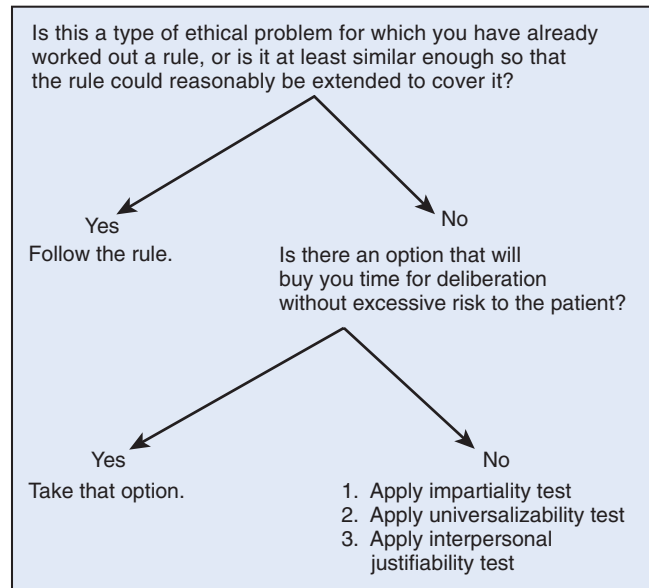 Is this a type of ethical problem for which you have already
worked out a rule, or is it at least similar enough so that
the rule could reasonably be extended to cover it?
Yes
Follow the rule.
No
Is there an option that will
buy you time for deliberation
without excessive risk to the patient?
Yes
Take that option.
No
1. Apply impartiality test
2. Apply universalizability test
3. Apply interpersonal
justifiability test